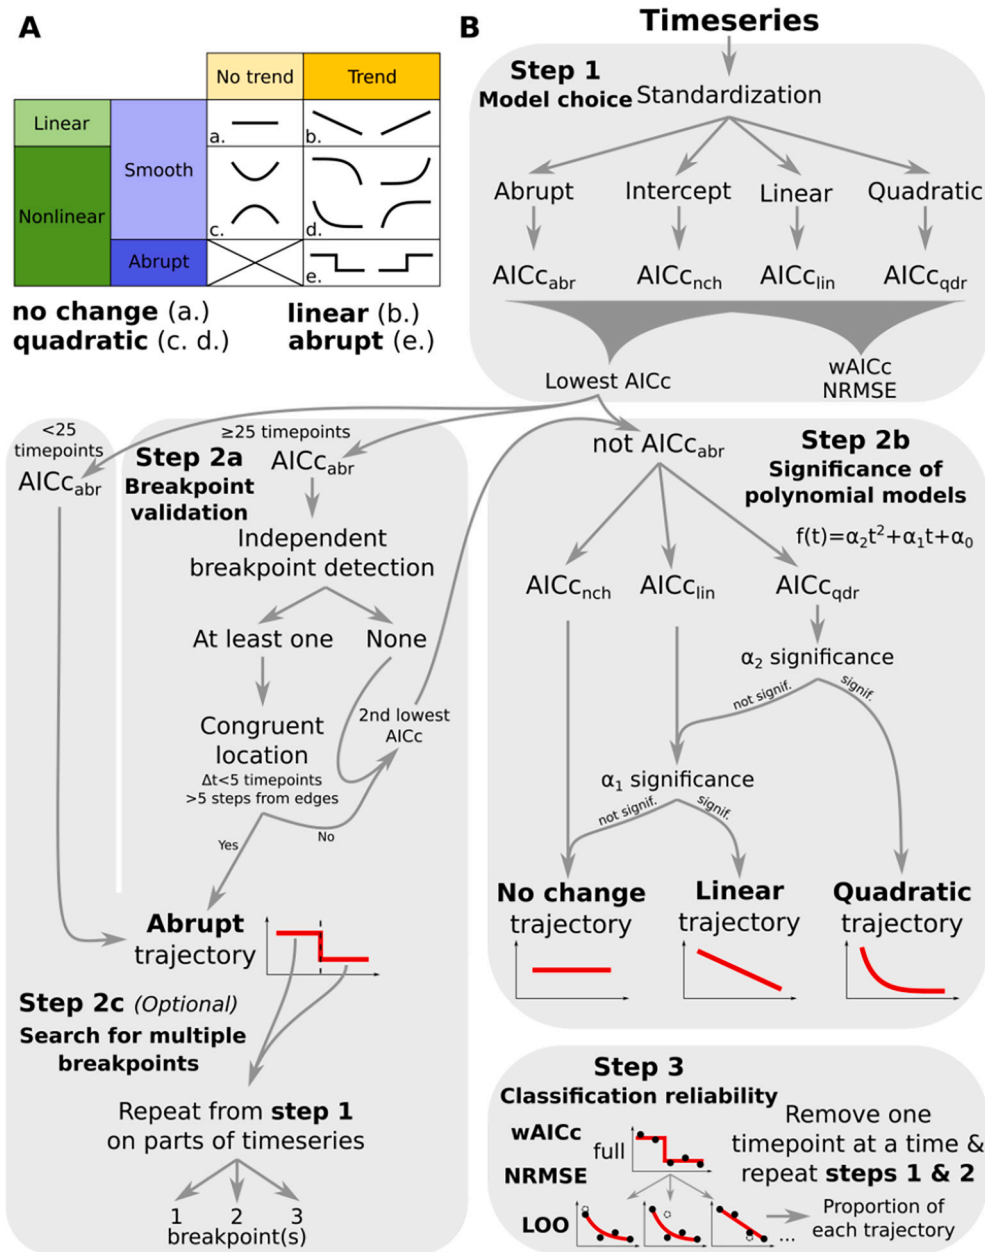 A
No trend
Trend
Linear
Smooth
Nonlinear
Abrupt
a.
b.
c.
d.
e.
no change (a.)
linear (b.)
quadratic (c. d.)
abrupt (e.)
B
Timeseries
Step 1
Model choice
Standardization
Abrupt
Intercept
Linear
Quadratic
AICcabr
AICcnch
AICclin
AICcqdr
Lowest AICc
wAICc
NRMSE
<25
timepoints
AICcabr
≥25 timepoints
Step 2a
AICcabr
Breakpoint
validation
Independent
breakpoint detection
At least one
None
Congruent
location
Δt<5 timepoints
>5 steps from edges
2nd lowest
AICc
Yes
No
Abrupt
trajectory
Step 2c (Optional)
Search for multiple
breakpoints
Repeat from step 1
on parts of timeseries
1 2 3
breakpoint(s)
not AICcabr
Step 2b
Significance of
polynomial models
f(t)=α₂t²+α₁t+α₀
AICcnch
AICclin
AICcqdr
α₂ significance
not signif.
signif.
α₁ significance
not signif.
signif.
No change
trajectory
Linear
trajectory
Quadratic
trajectory
Step 3
Classification reliability
wAICc
NRMSE
LOO
full
Remove one
timepoint at a time &
repeat steps 1 & 2
...
Proportion of
each trajectory